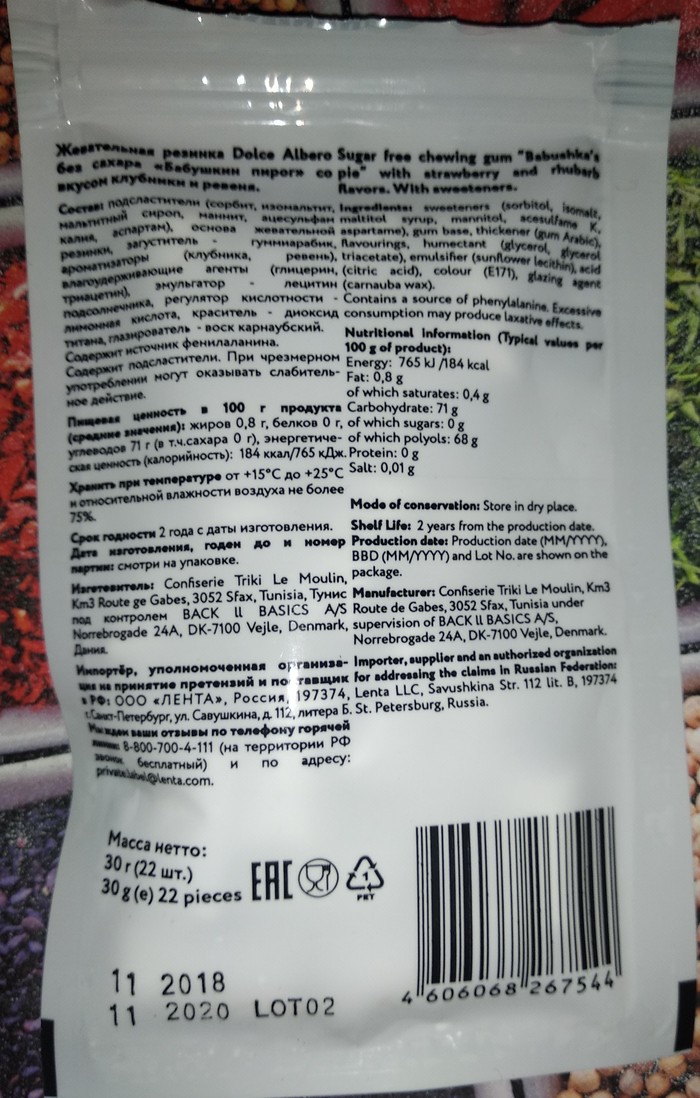 Жевательная резинка Dolce Albero
без сахара «Бабушкин пирог» со
вкусом клубники и ревеня.
Состав: подсластители (сорбит, изомальтит,
мальтитный сироп, маннит, ацесульфам
калия, аспартам), основа жевательной
резинки, загуститель - гуммиарабик,
ароматизаторы (клубника, ревень),
влагоудерживающие агенты (глицерин,
триацетин), эмульгатор - лецитин
подсолнечника, регулятор кислотности -
лимонная кислота, краситель - диоксид
титана, глазирователь - воск карнаубский.
Содержит источник фенилаланина.
Содержит подсластители. При чрезмерном
употреблении могут оказывать слабитель-
ное действие.
Пищевая ценность в 100 г продукта
(средние значения): жиров 0,8 г, белков 0 г,
углеводов 71 г (в т.ч.сахара 0 г), энергетиче-
ская ценность (калорийность): 184 ккал/765 кДж.
Хранить при температуре от +15°C до +25°C
и относительной влажности воздуха не более
75%.
Срок годности 2 года с даты изготовления.
Дата изготовления, годен до и номер
партии: смотри на упаковке.
Изготовитель: Confiserie Triki Le Moulin,
Km3 Route ge Gabes, 3052 Sfax, Tunisia, Тунис
под контролем BACK ll BASICS A/S
Norrebrogade 24A, DK-7100 Vejle, Denmark,
Дания.
Импортёр, уполномоченная организа-
ция на принятие претензий и поставщик
в РФ: ООО «ЛЕНТА», Россия, 197374,
г.Санкт-Петербург, ул. Савушкина, д. 112, литера Б.
Мы ждем ваши отзывы по телефону горячей
линии: 8-800-700-4-111 (на территории РФ
звонок бесплатный) и по адресу:
privatelabel@lenta.com.
Sugar free chewing gum "Babushka's
pie" with strawberry and rhubarb
flavors. With sweeteners.
Ingredients: sweeteners (sorbitol, isomalt,
maltitol syrup, mannitol, acesulfame K,
aspartame), gum base, thickener (gum Arabic),
flavourings, humectant (glycerol, glycerol
triacetate), emulsifier (sunflower lecithin), acid
(citric acid), colour (E171), glazing agent
(carnauba wax).
Contains a source of phenylalanine. Excessive
consumption may produce laxative effects.
Nutritional information (Typical values per
100 g of product):
Energy: 765 kJ /184 kcal
Fat: 0,8 g
of which saturates: 0,4 g
Carbohydrate: 71 g
of which sugars: 0 g
of which polyols: 68 g
Protein: 0 g
Salt: 0,01 g
Mode of conservation: Store in dry place.
Shelf Life: 2 years from the production date.
Production date: Production date (MM/YYYY),
BBD (MM/YYYY) and Lot No. are shown on the
package.
Manufacturer: Confiserie Triki Le Moulin, Km3
Route de Gabes, 3052 Sfax, Tunisia under
supervision of BACK ll BASICS A/S,
Norrebrogade 24A, DK-7100 Vejle, Denmark.
Importer, supplier and an authorized organization
for addressing the claims in Russian Federation:
Lenta LLC, Savushkina Str. 112 lit. B, 197374
St. Petersburg, Russia.
Масса нетто:
30 г (22 шт.)
30 g (e) 22 pieces
EAC
1
PET
11 2018
11 2020 LOT02
4 606068 267544